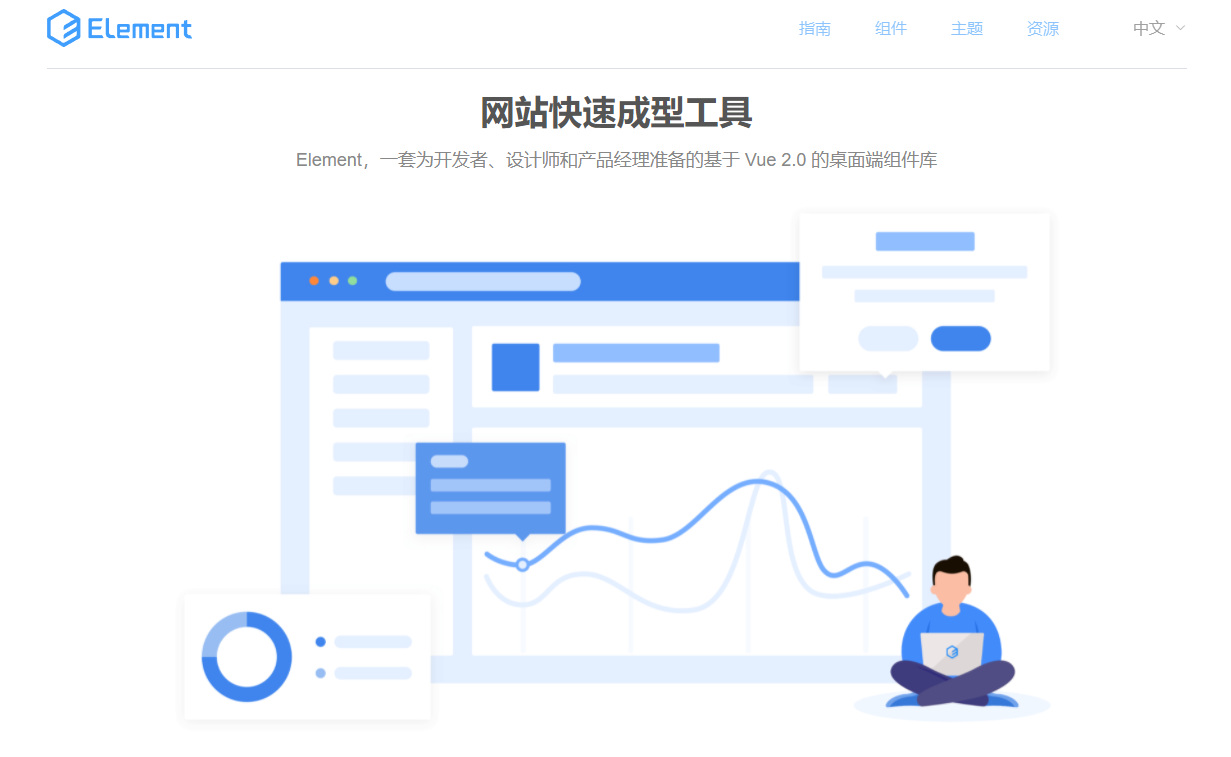 Element
指南 组件 主题 资源 中文
网站快速成型工具
Element，一套为开发者、设计师和产品经理准备的基于 Vue 2.0 的桌面端组件库